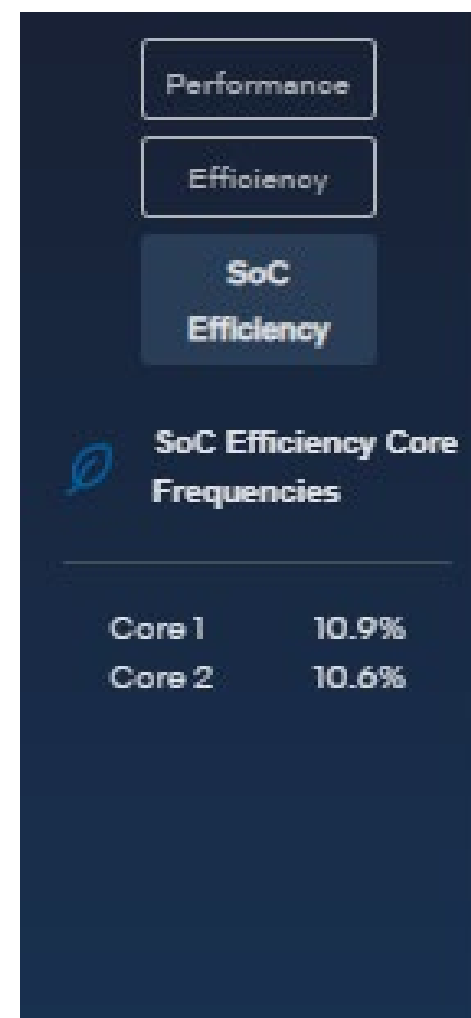 Performance
Efficiency
SoC
Efficiency
SoC Efficiency Core
Frequencies
Core 1 10.9%
Core 2 10.6%